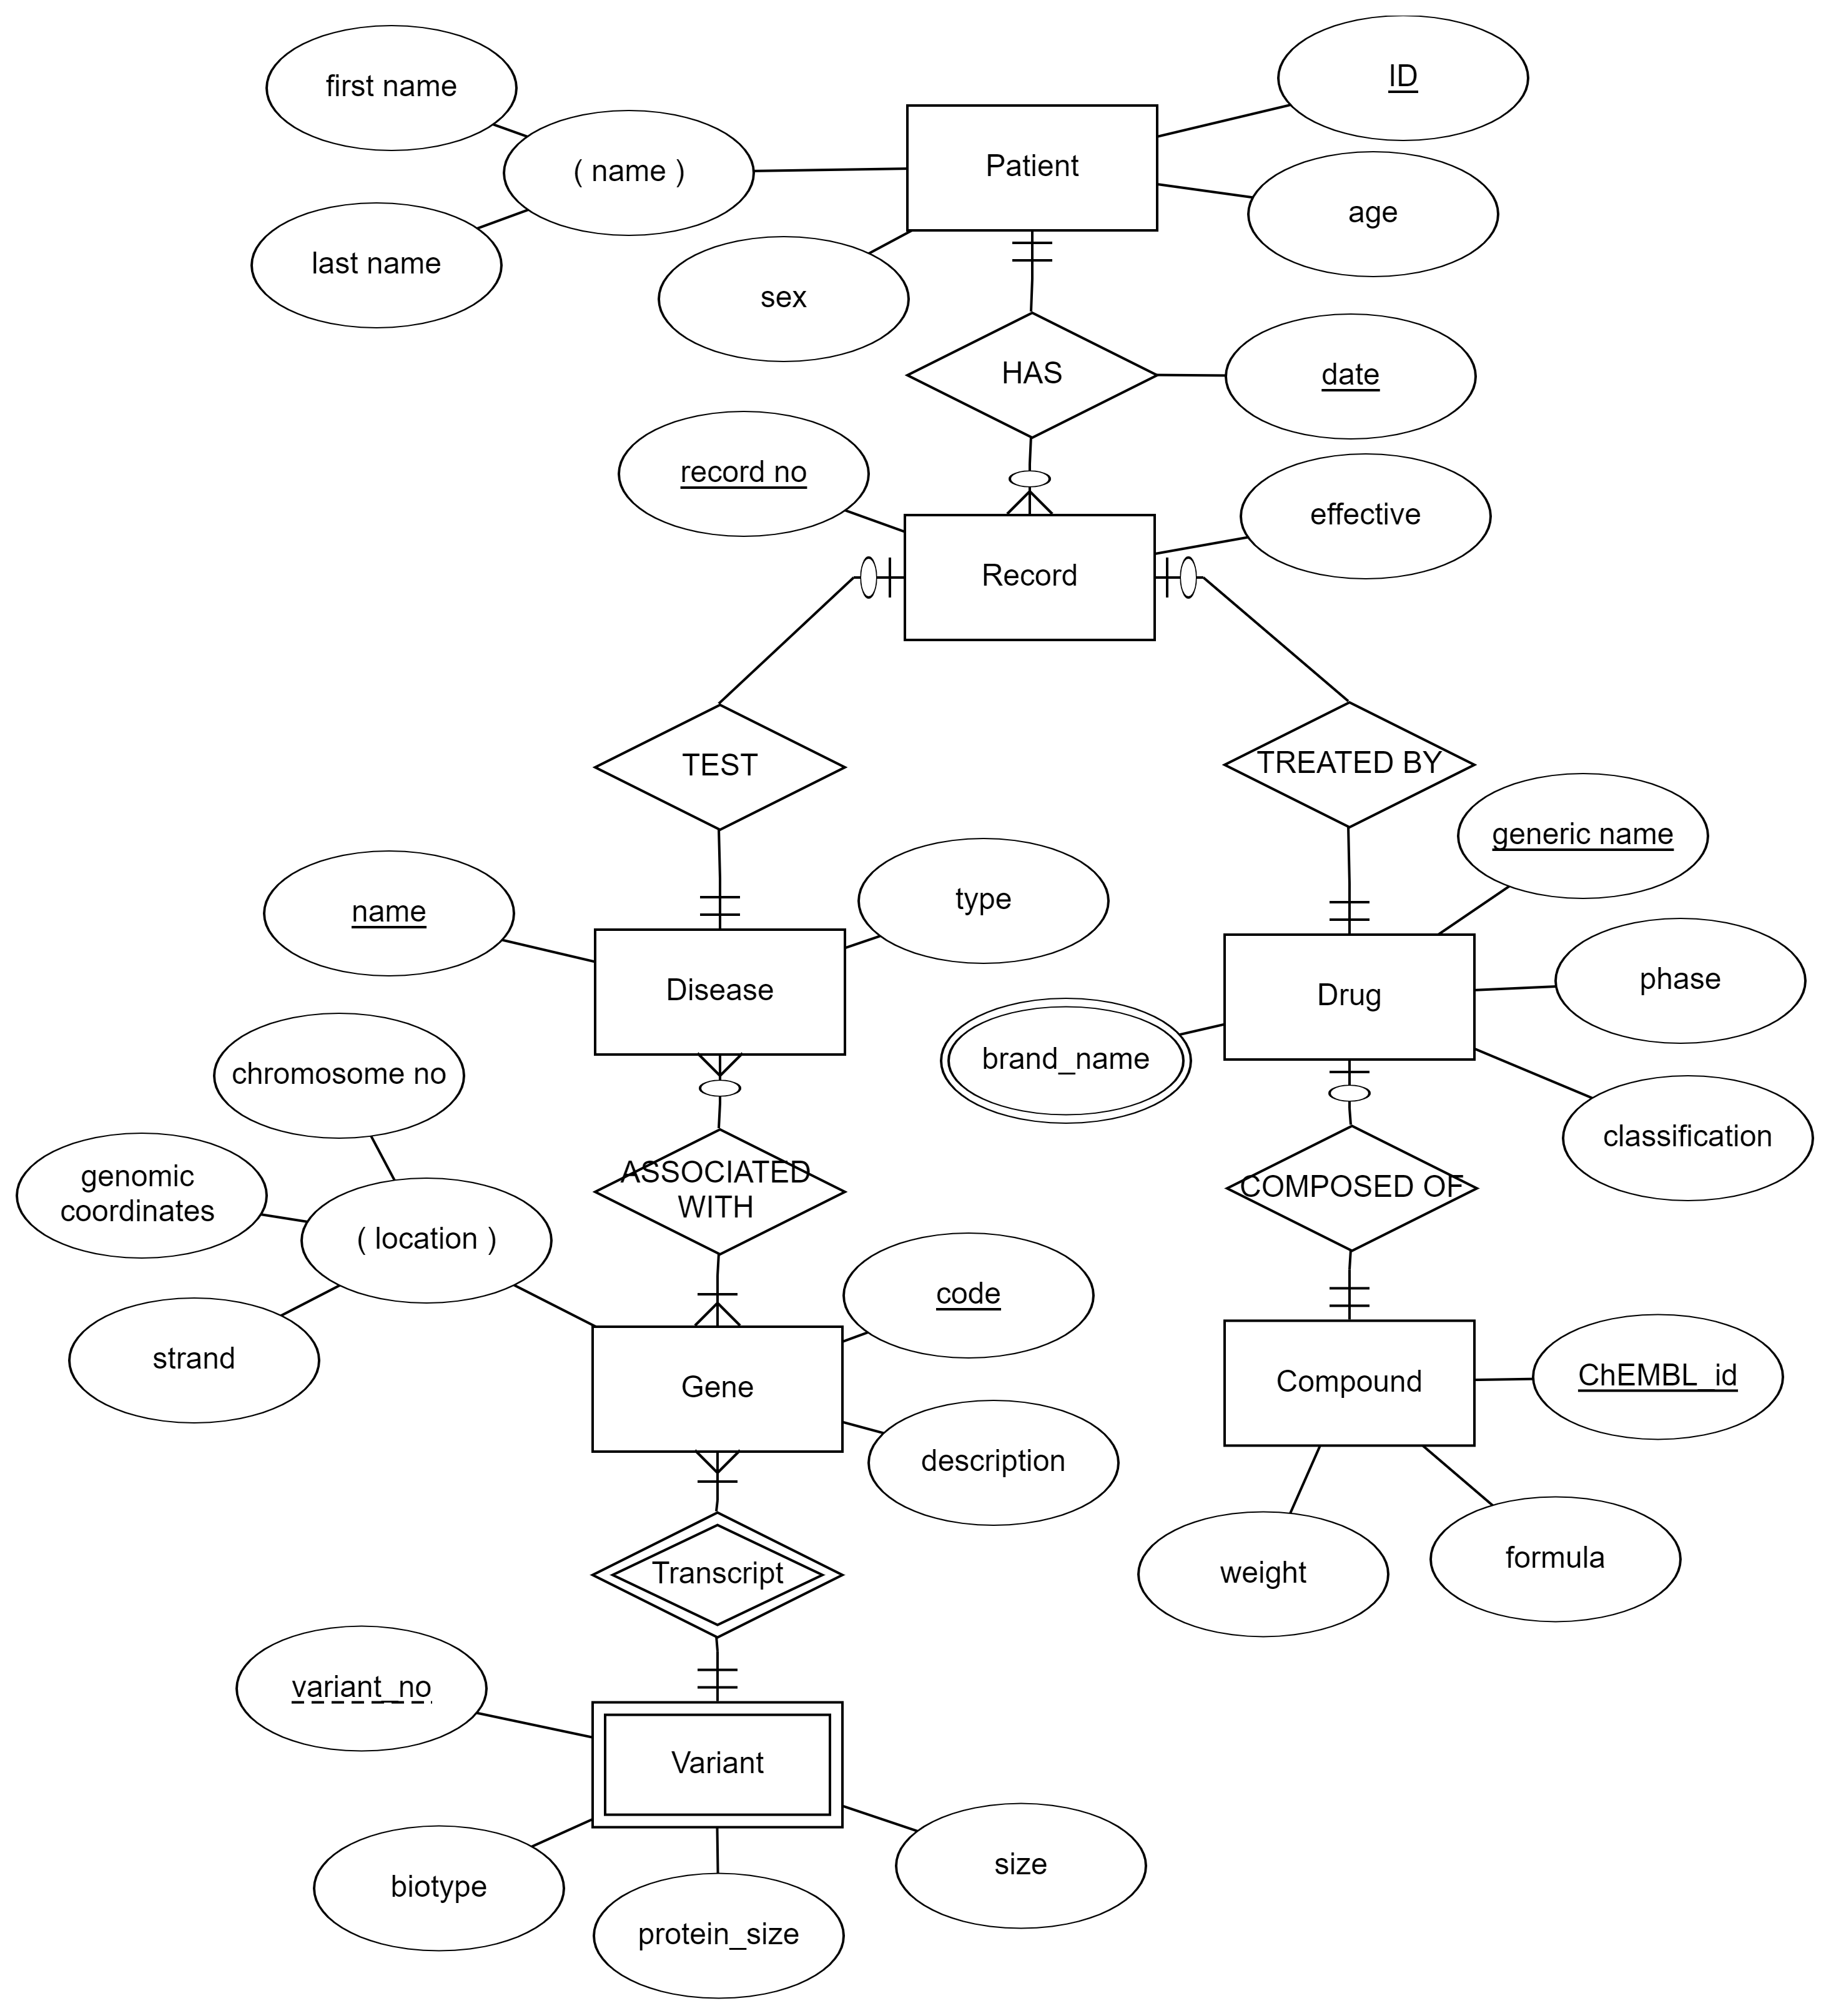 first name
ID
( name )
Patient
age
last name
sex
HAS
date
record no
effective
Record
TEST
TREATED BY
generic name
name
type
Disease
Drug
phase
brand_name
chromosome no
classification
genomic
coordinates
ASSOCIATED
WITH
COMPOSED OF
( location )
code
strand
Gene
Compound
ChEMBL_id
description
weight
formula
Transcript
variant_no
Variant
size
biotype
protein_size